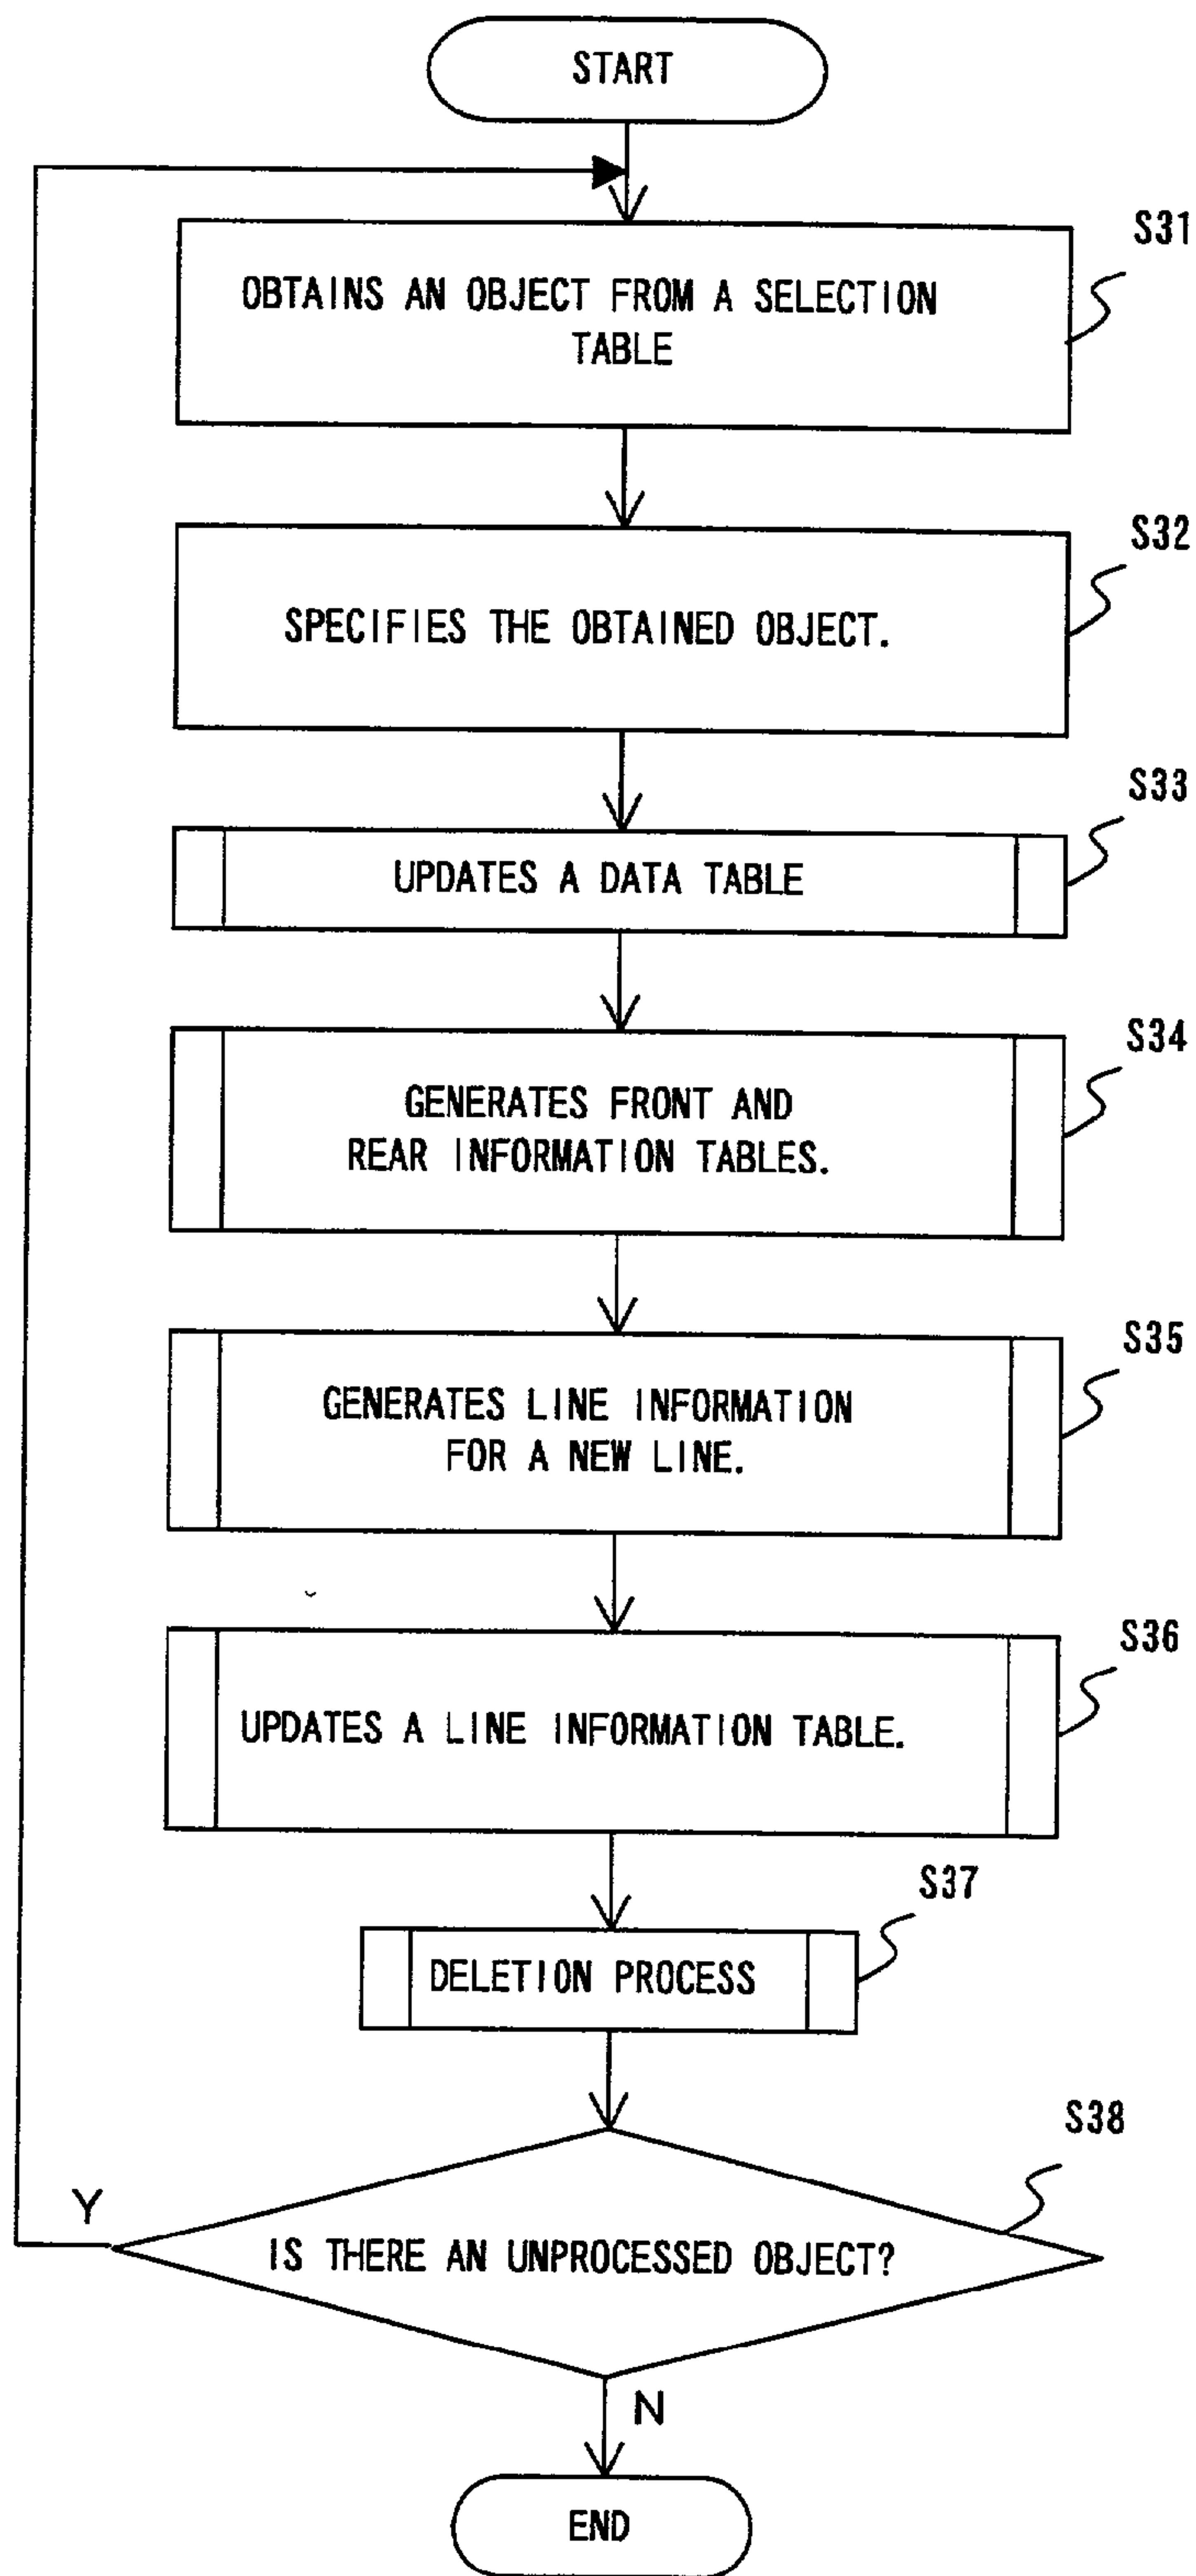 START
S31
OBTAINS AN OBJECT FROM A SELECTION
TABLE
S32
SPECIFIES THE OBTAINED OBJECT.
S33
UPDATES A DATA TABLE
S34
GENERATES FRONT AND
REAR INFORMATION TABLES.
S35
GENERATES LINE INFORMATION
FOR A NEW LINE.
S36
UPDATES A LINE INFORMATION TABLE.
S37
DELETION PROCESS
S38
Y
IS THERE AN UNPROCESSED OBJECT?
N
END